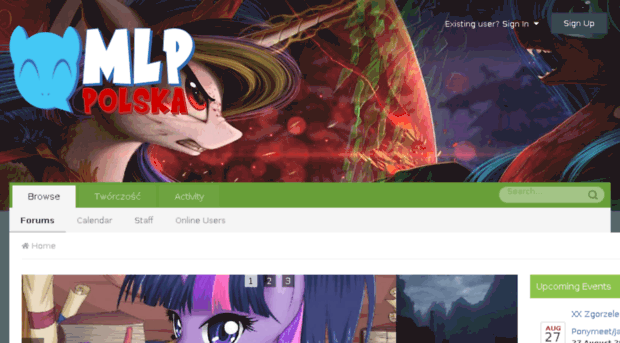 Existing user? Sign In
Sign Up
MLP
POLSKA
Browse
Twórczość
Activity
Search...
Forums
Calendar
Staff
Online Users
Home
1 2 3
Upcoming Events
XX Zgorzele
AUG
27
Ponymeet/Ja
27 August 2